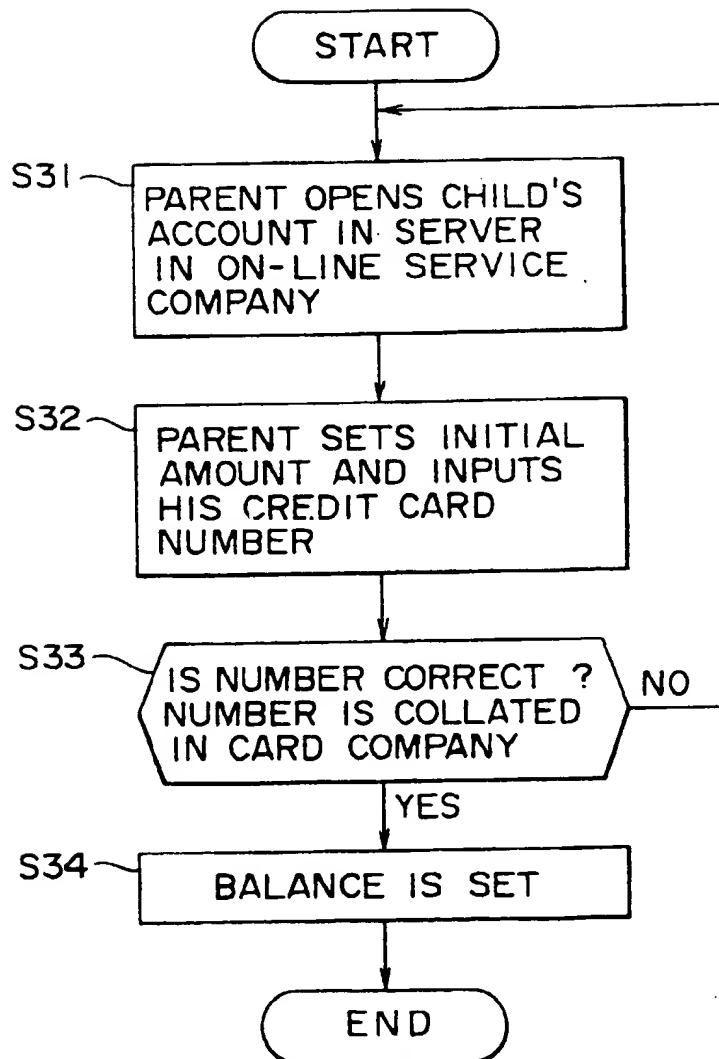 START
S31
PARENT OPENS CHILD'S
ACCOUNT IN SERVER
IN ON-LINE SERVICE
COMPANY
S32
PARENT SETS INITIAL
AMOUNT AND INPUTS
HIS CREDIT CARD
NUMBER
S33
IS NUMBER CORRECT ?
NUMBER IS COLLATED
IN CARD COMPANY
NO
YES
S34
BALANCE IS SET
END